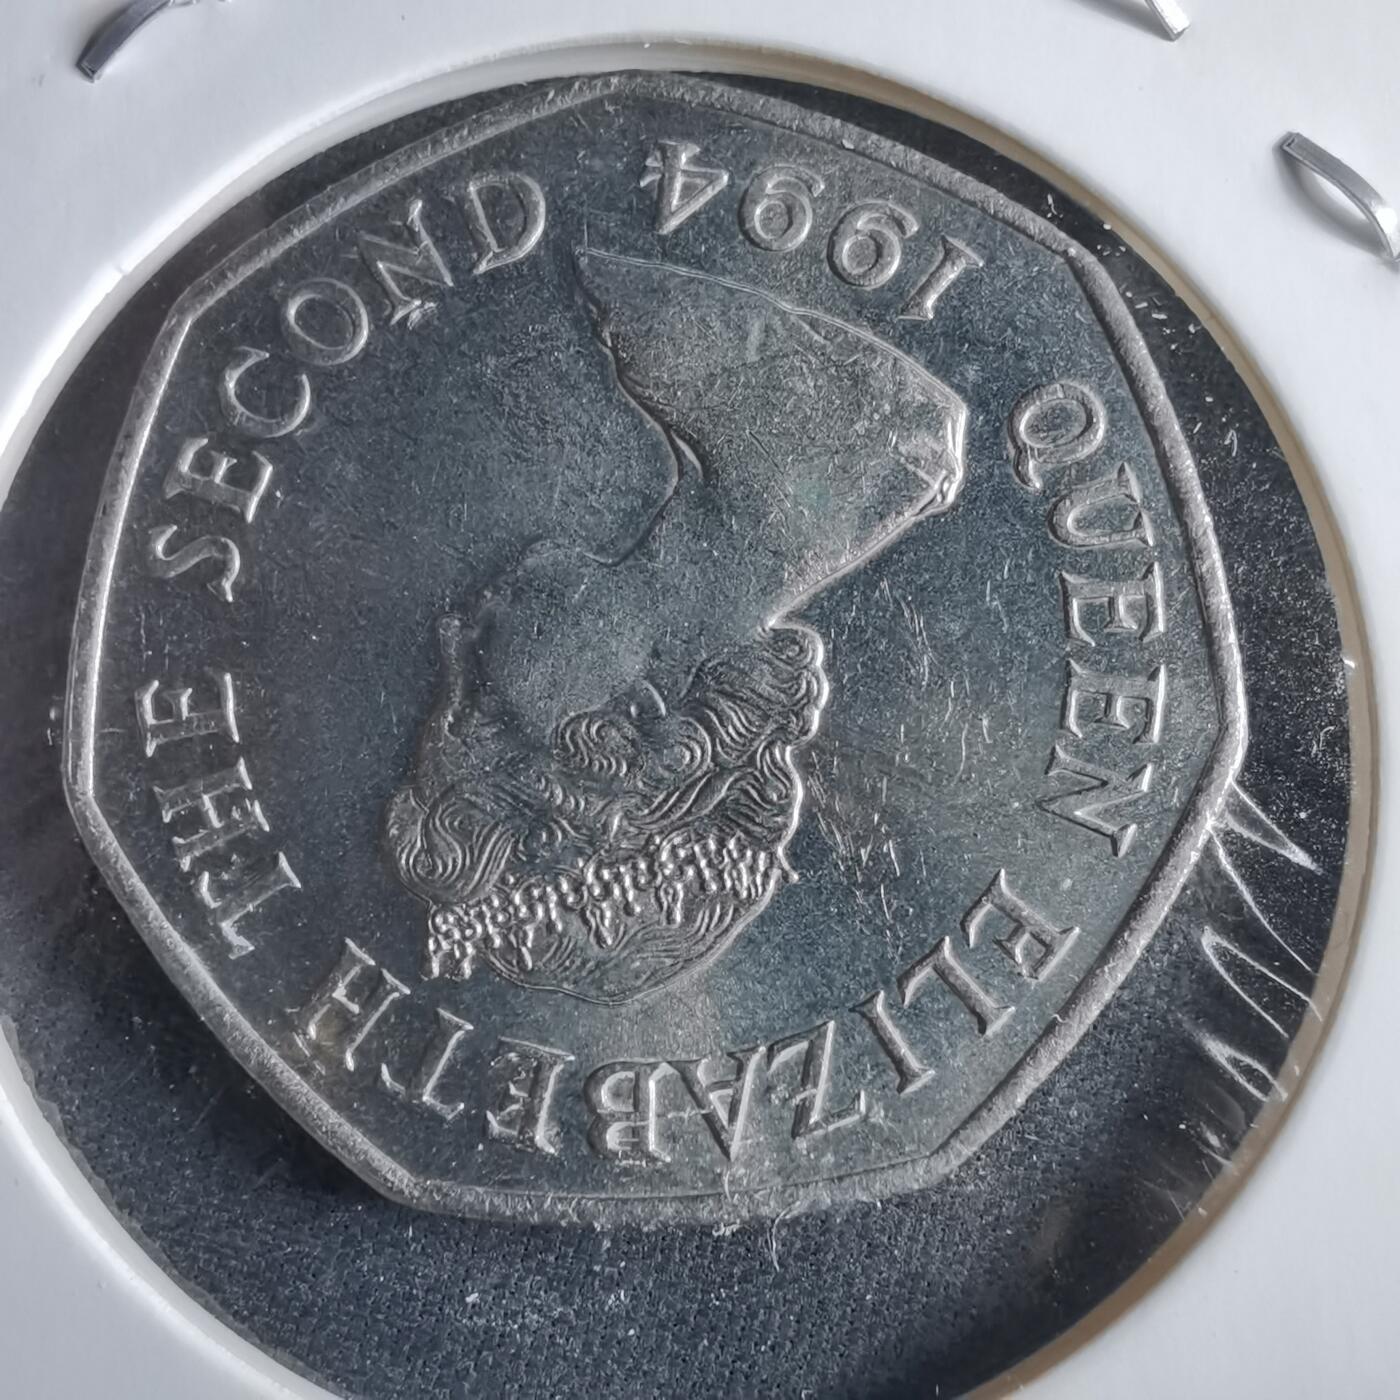 QUEEN ELIZABETH THE SECOND
1994